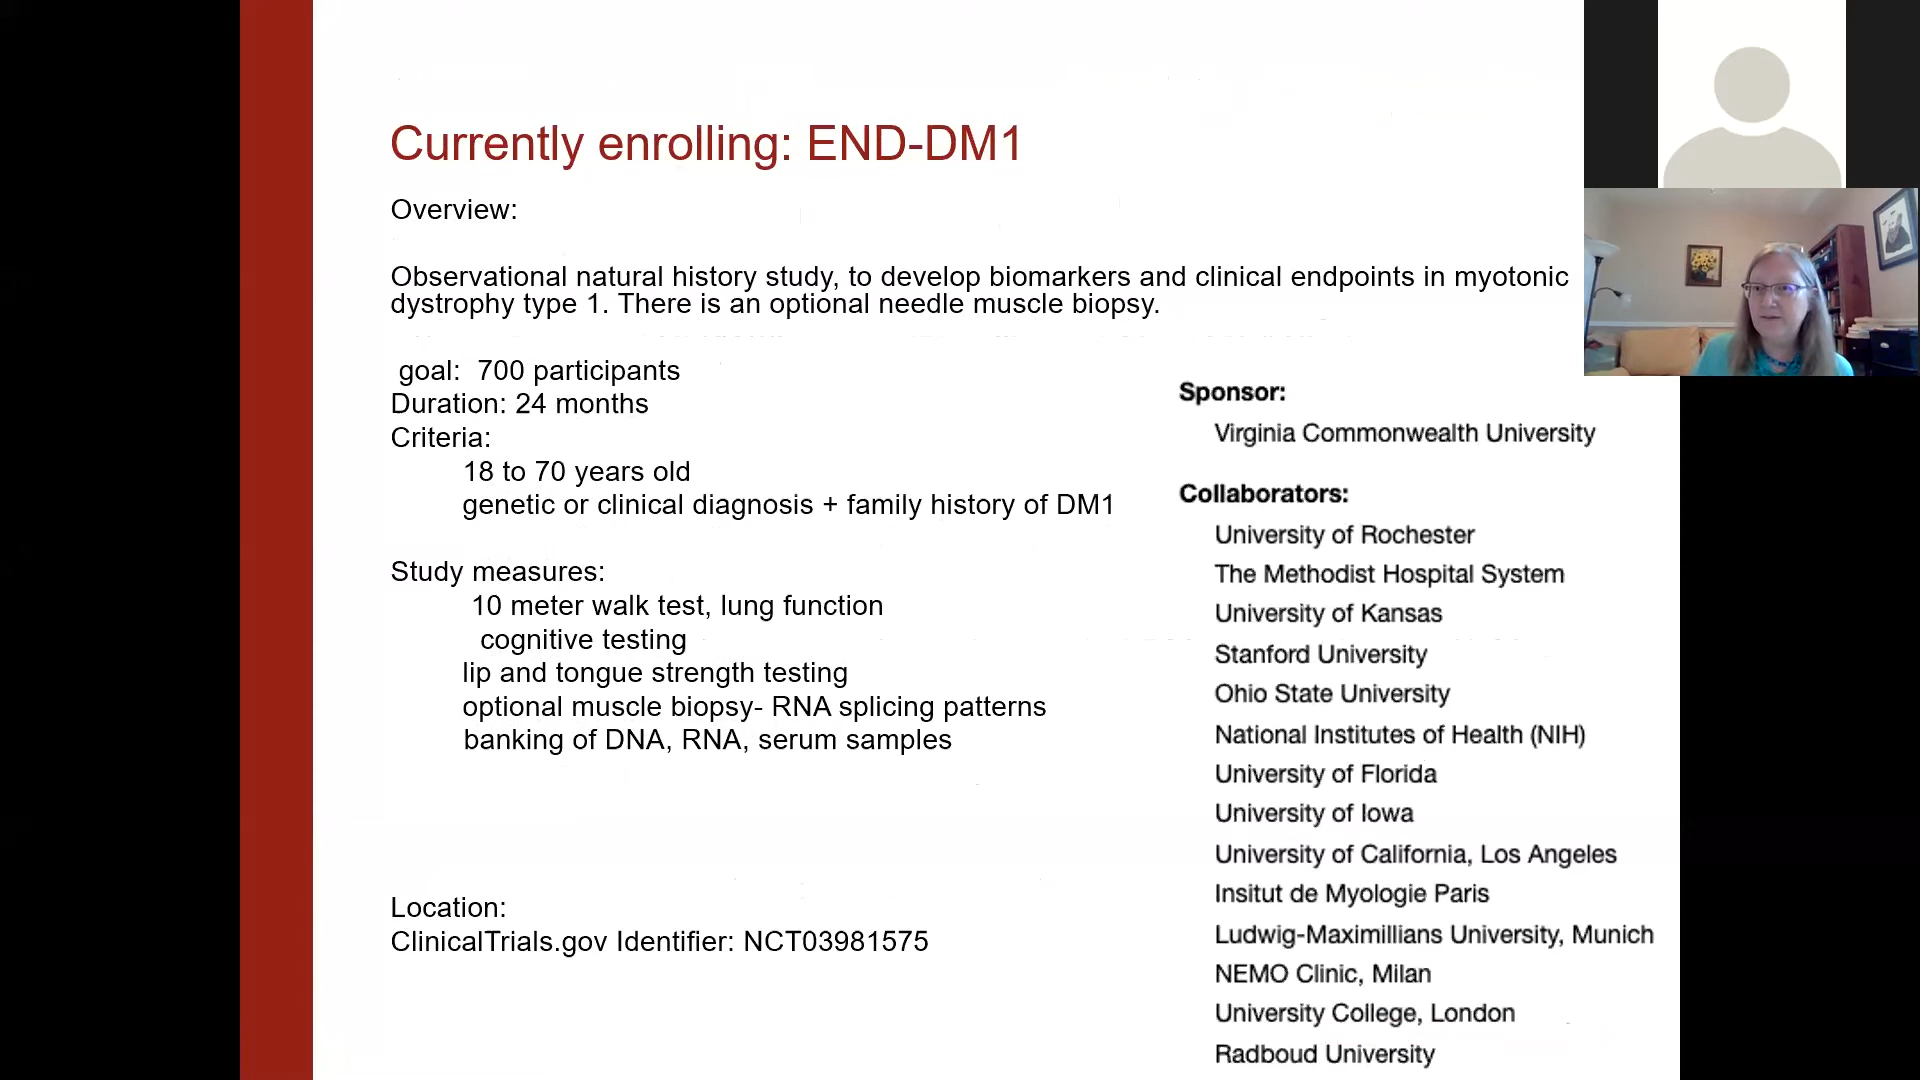 Currently enrolling: END-DM1
Overview:
Observational natural history study, to develop biomarkers and clinical endpoints in myotonic
dystrophy type 1. There is an optional needle muscle biopsy.
goal:  700 participants
Duration: 24 months
Criteria:
18 to 70 years old
genetic or clinical diagnosis + family history of DM1
Study measures:
10 meter walk test, lung function
cognitive testing
lip and tongue strength testing
optional muscle biopsy- RNA splicing patterns
banking of DNA, RNA, serum samples
Location:
ClinicalTrials.gov Identifier: NCT03981575
Sponsor:
Virginia Commonwealth University
Collaborators:
University of Rochester
The Methodist Hospital System
University of Kansas
Stanford University
Ohio State University
National Institutes of Health (NIH)
University of Florida
University of Iowa
University of California, Los Angeles
Insitut de Myologie Paris
Ludwig-Maximillians University, Munich
NEMO Clinic, Milan
University College, London
Radboud University